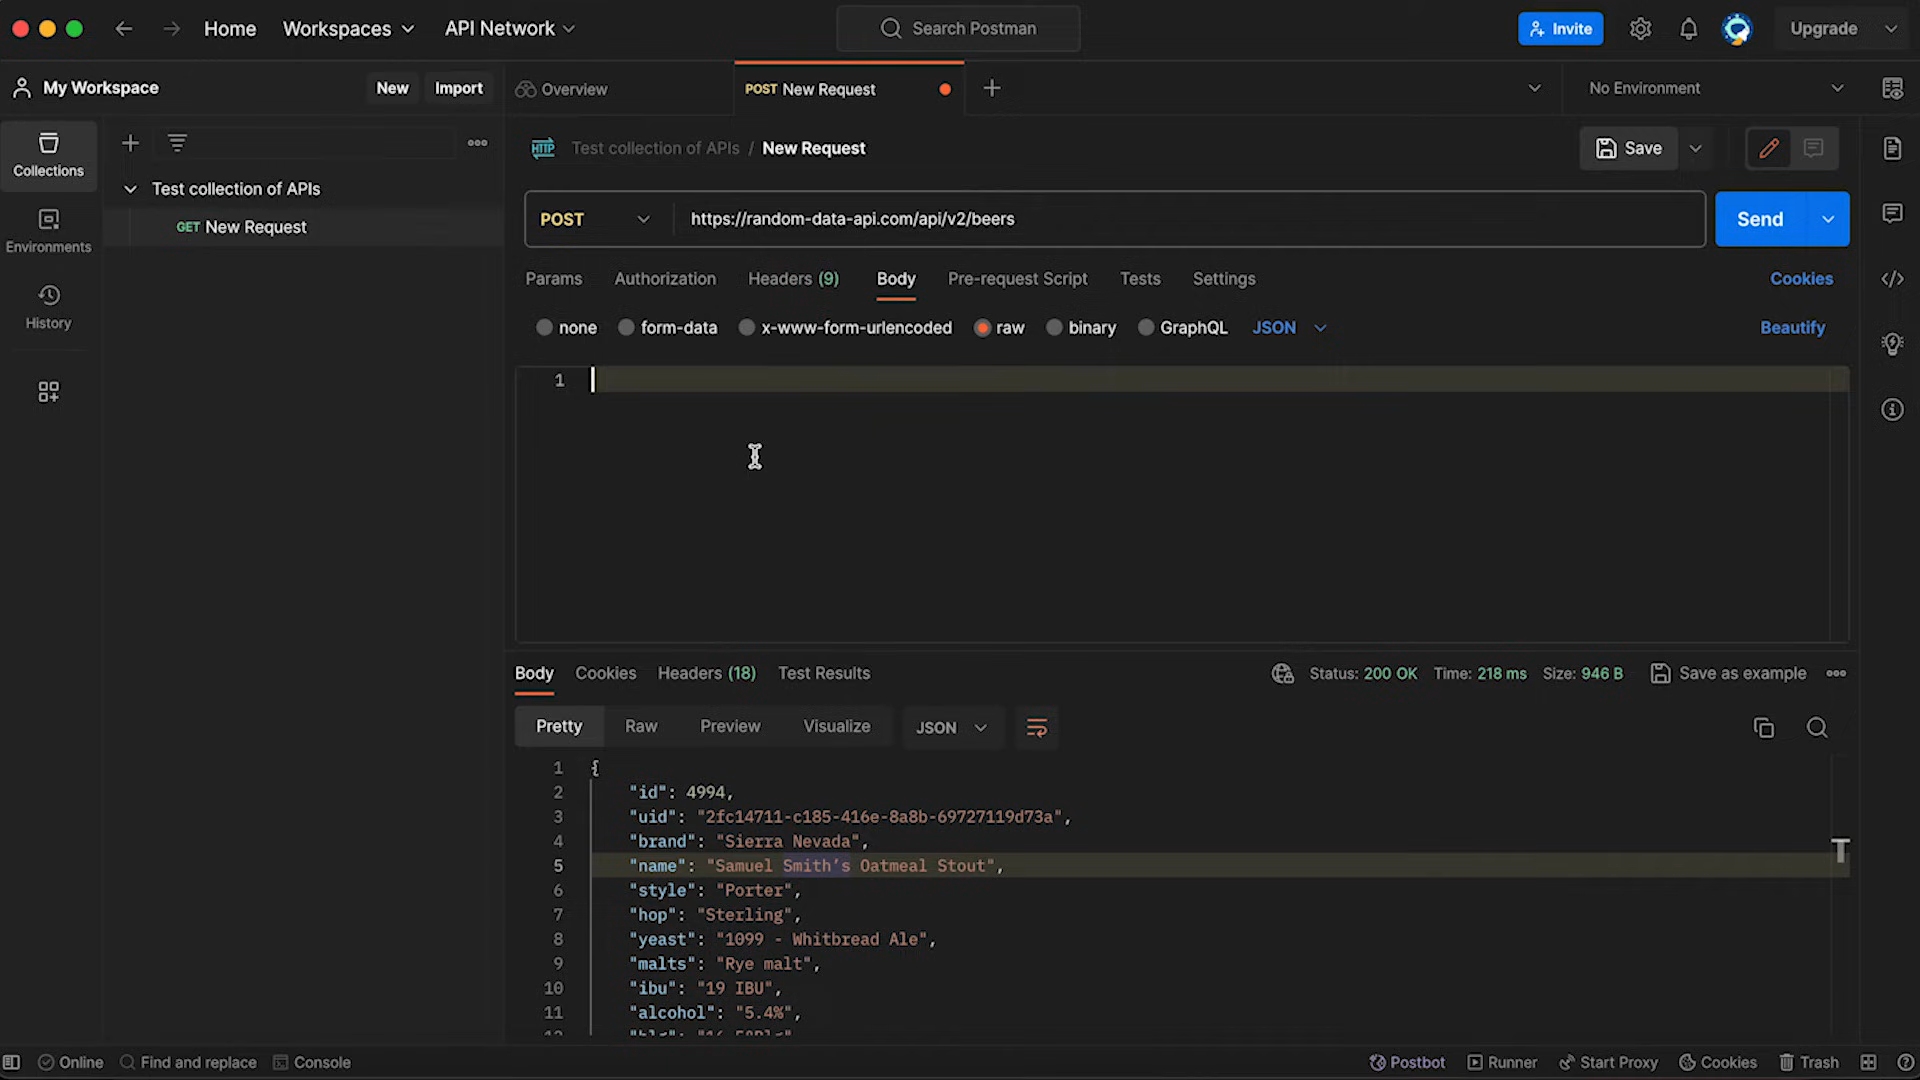 Home
Workspaces
API Network
Search Postman
Invite
Upgrade
My Workspace
New
Import
Overview
POST New Request
No Environment
Collections
Environments
History
Test collection of APIs
GET New Request
HTTP
Test collection of APIs / New Request
Save
POST
https://random-data-api.com/api/v2/beers
Send
Params
Authorization
Headers (9)
Body
Pre-request Script
Tests
Settings
Cookies
none
form-data
x-www-form-urlencoded
raw
binary
GraphQL
JSON
Beautify
1
Body
Cookies
Headers (18)
Test Results
Status: 200 OK
Time: 218 ms
Size: 946 B
Save as example
Pretty
Raw
Preview
Visualize
JSON
1 {
2 "id": 4994,
3 "uid": "2fc14711-c185-416e-8a8b-69727119d73a",
4 "brand": "Sierra Nevada",
5 "name": "Samuel Smith’s Oatmeal Stout",
6 "style": "Porter",
7 "hop": "Sterling",
8 "yeast": "1099 - Whitbread Ale",
9 "malts": "Rye malt",
10 "ibu": "19 IBU",
11 "alcohol": "5.4%",
Online
Find and replace
Console
Postbot
Runner
Start Proxy
Cookies
Trash